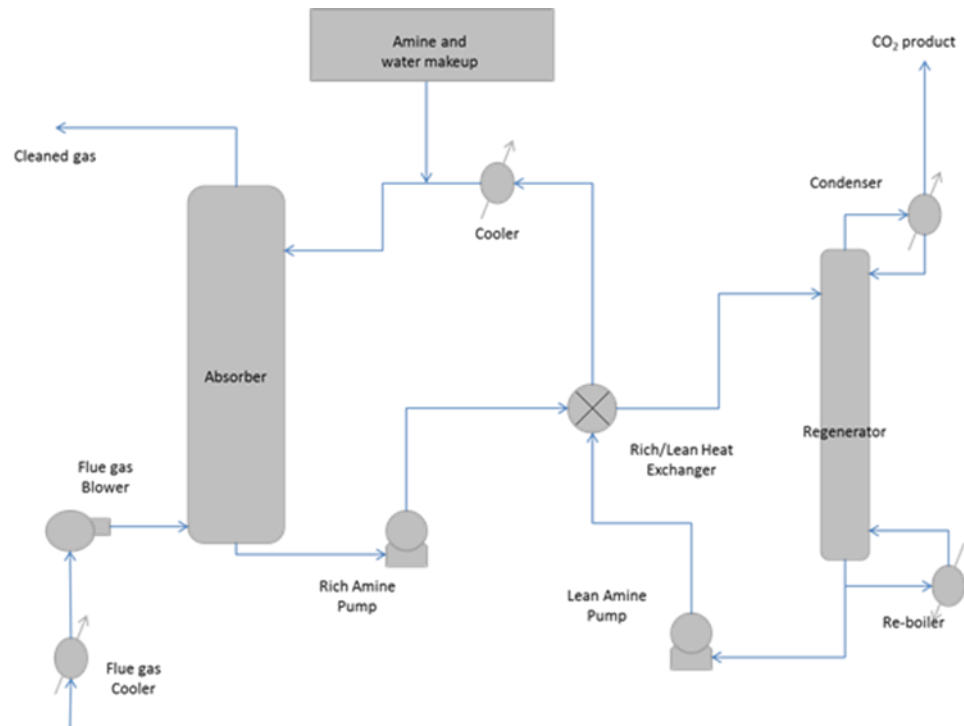 Amine and
water makeup
CO₂ product
Cleaned gas
Condenser
Cooler
Absorber
Regenerator
Rich/Lean Heat
Exchanger
Flue gas
Blower
Rich Amine
Pump
Lean Amine
Pump
Re-boiler
Flue gas
Cooler